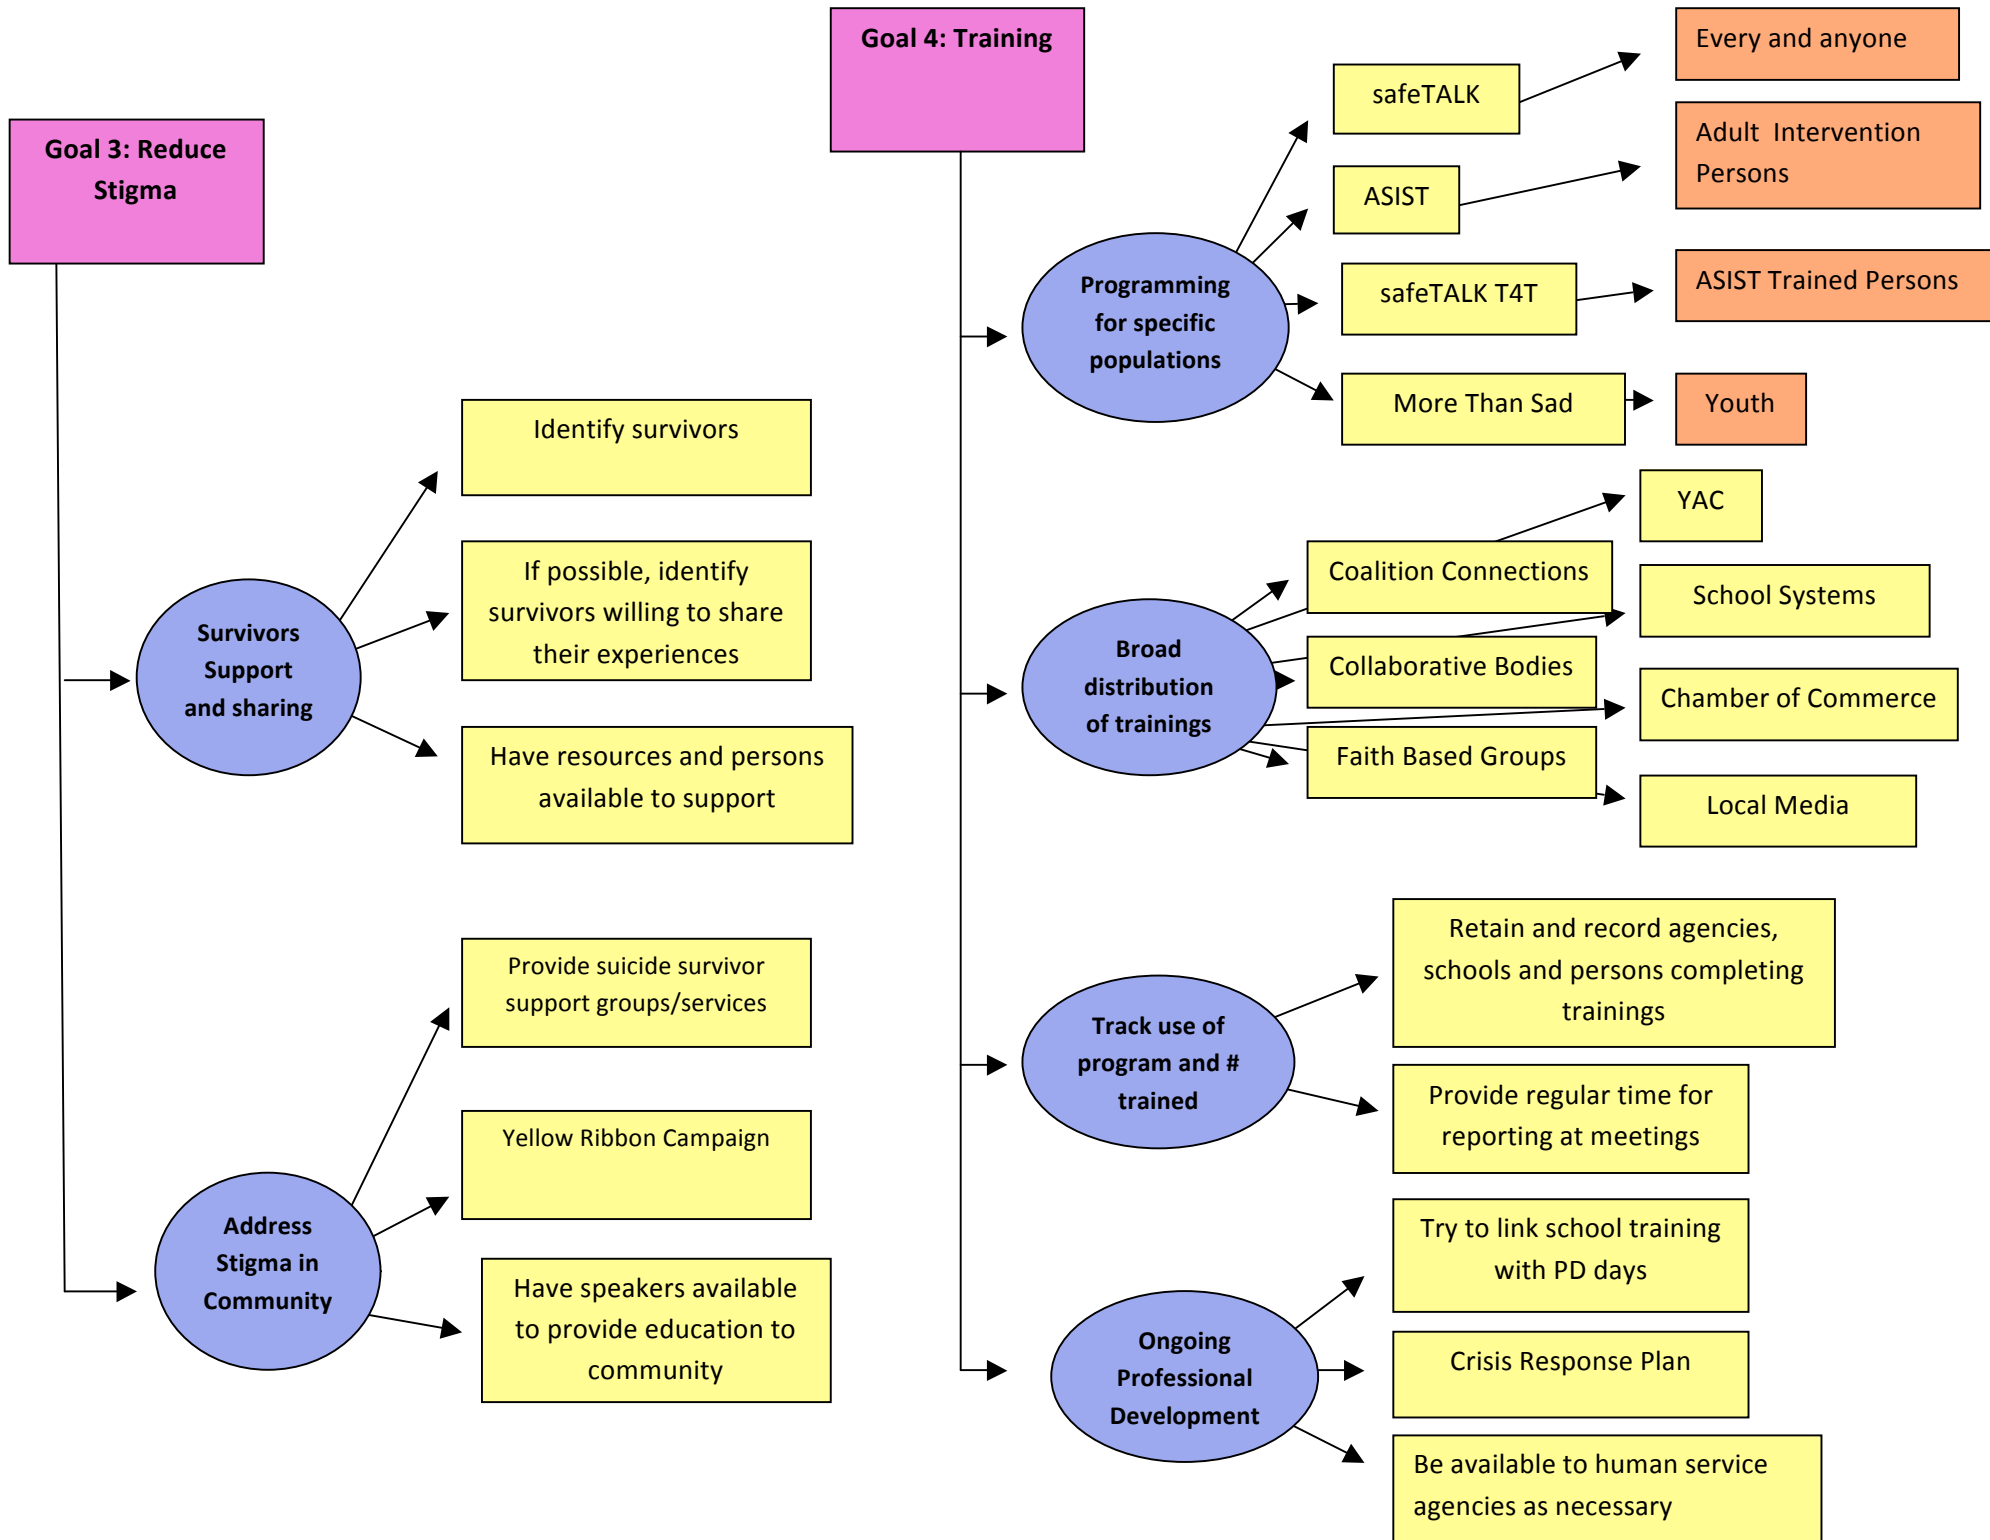 Goal 3: Reduce
Stigma
Survivors
Support
and sharing
Identify survivors
If possible, identify
survivors willing to share
their experiences
Have resources and persons
available to support
Address
Stigma in
Community
Provide suicide survivor
support groups/services
Yellow Ribbon Campaign
Have speakers available
to provide education to
community
Goal 4: Training
Programming
for specific
populations
safeTALK
Every and anyone
ASIST
Adult Intervention
Persons
safeTALK T4T
ASIST Trained Persons
More Than Sad
Youth
Broad
distribution
of trainings
Coalition Connections
Collaborative Bodies
Faith Based Groups
YAC
School Systems
Chamber of Commerce
Local Media
Track use of
program and #
trained
Retain and record agencies,
schools and persons completing
trainings
Provide regular time for
reporting at meetings
Ongoing
Professional
Development
Try to link school training
with PD days
Crisis Response Plan
Be available to human service
agencies as necessary